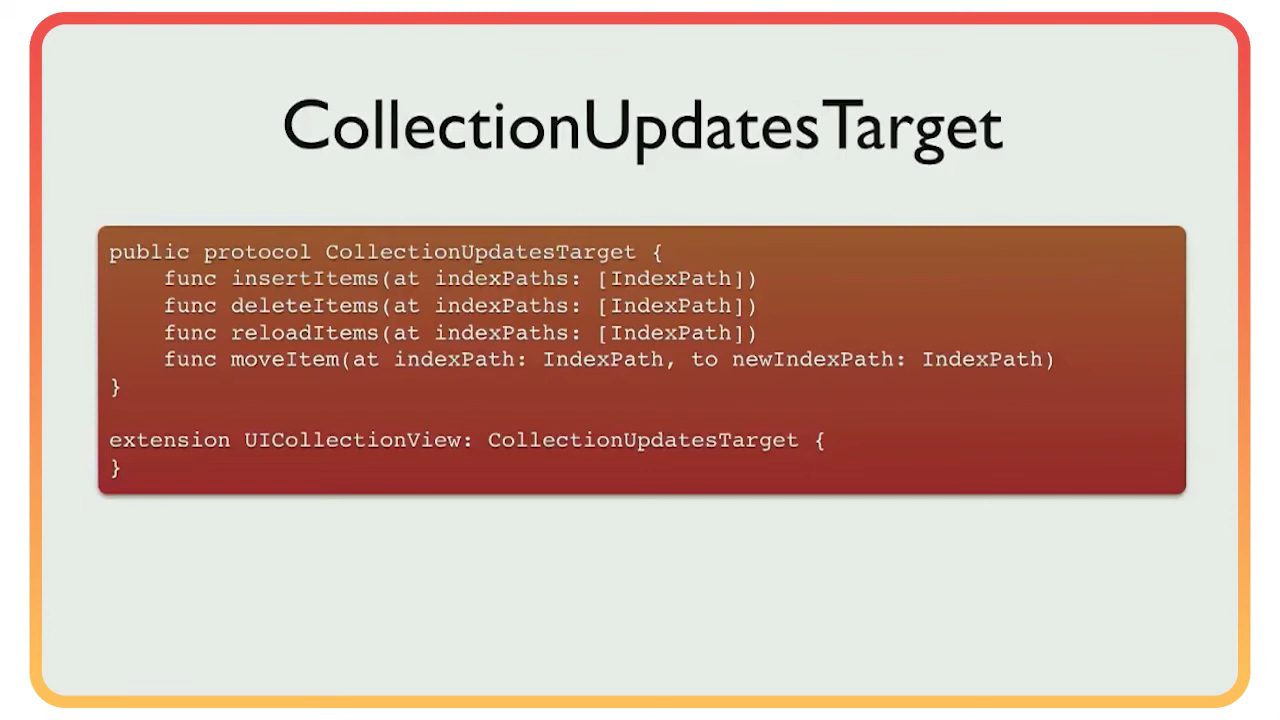 CollectionUpdatesTarget
public protocol CollectionUpdatesTarget {
    func insertItems(at indexPaths: [IndexPath])
    func deleteItems(at indexPaths: [IndexPath])
    func reloadItems(at indexPaths: [IndexPath])
    func moveItem(at indexPath: IndexPath, to newIndexPath: IndexPath)
}
extension UICollectionView: CollectionUpdatesTarget {
}